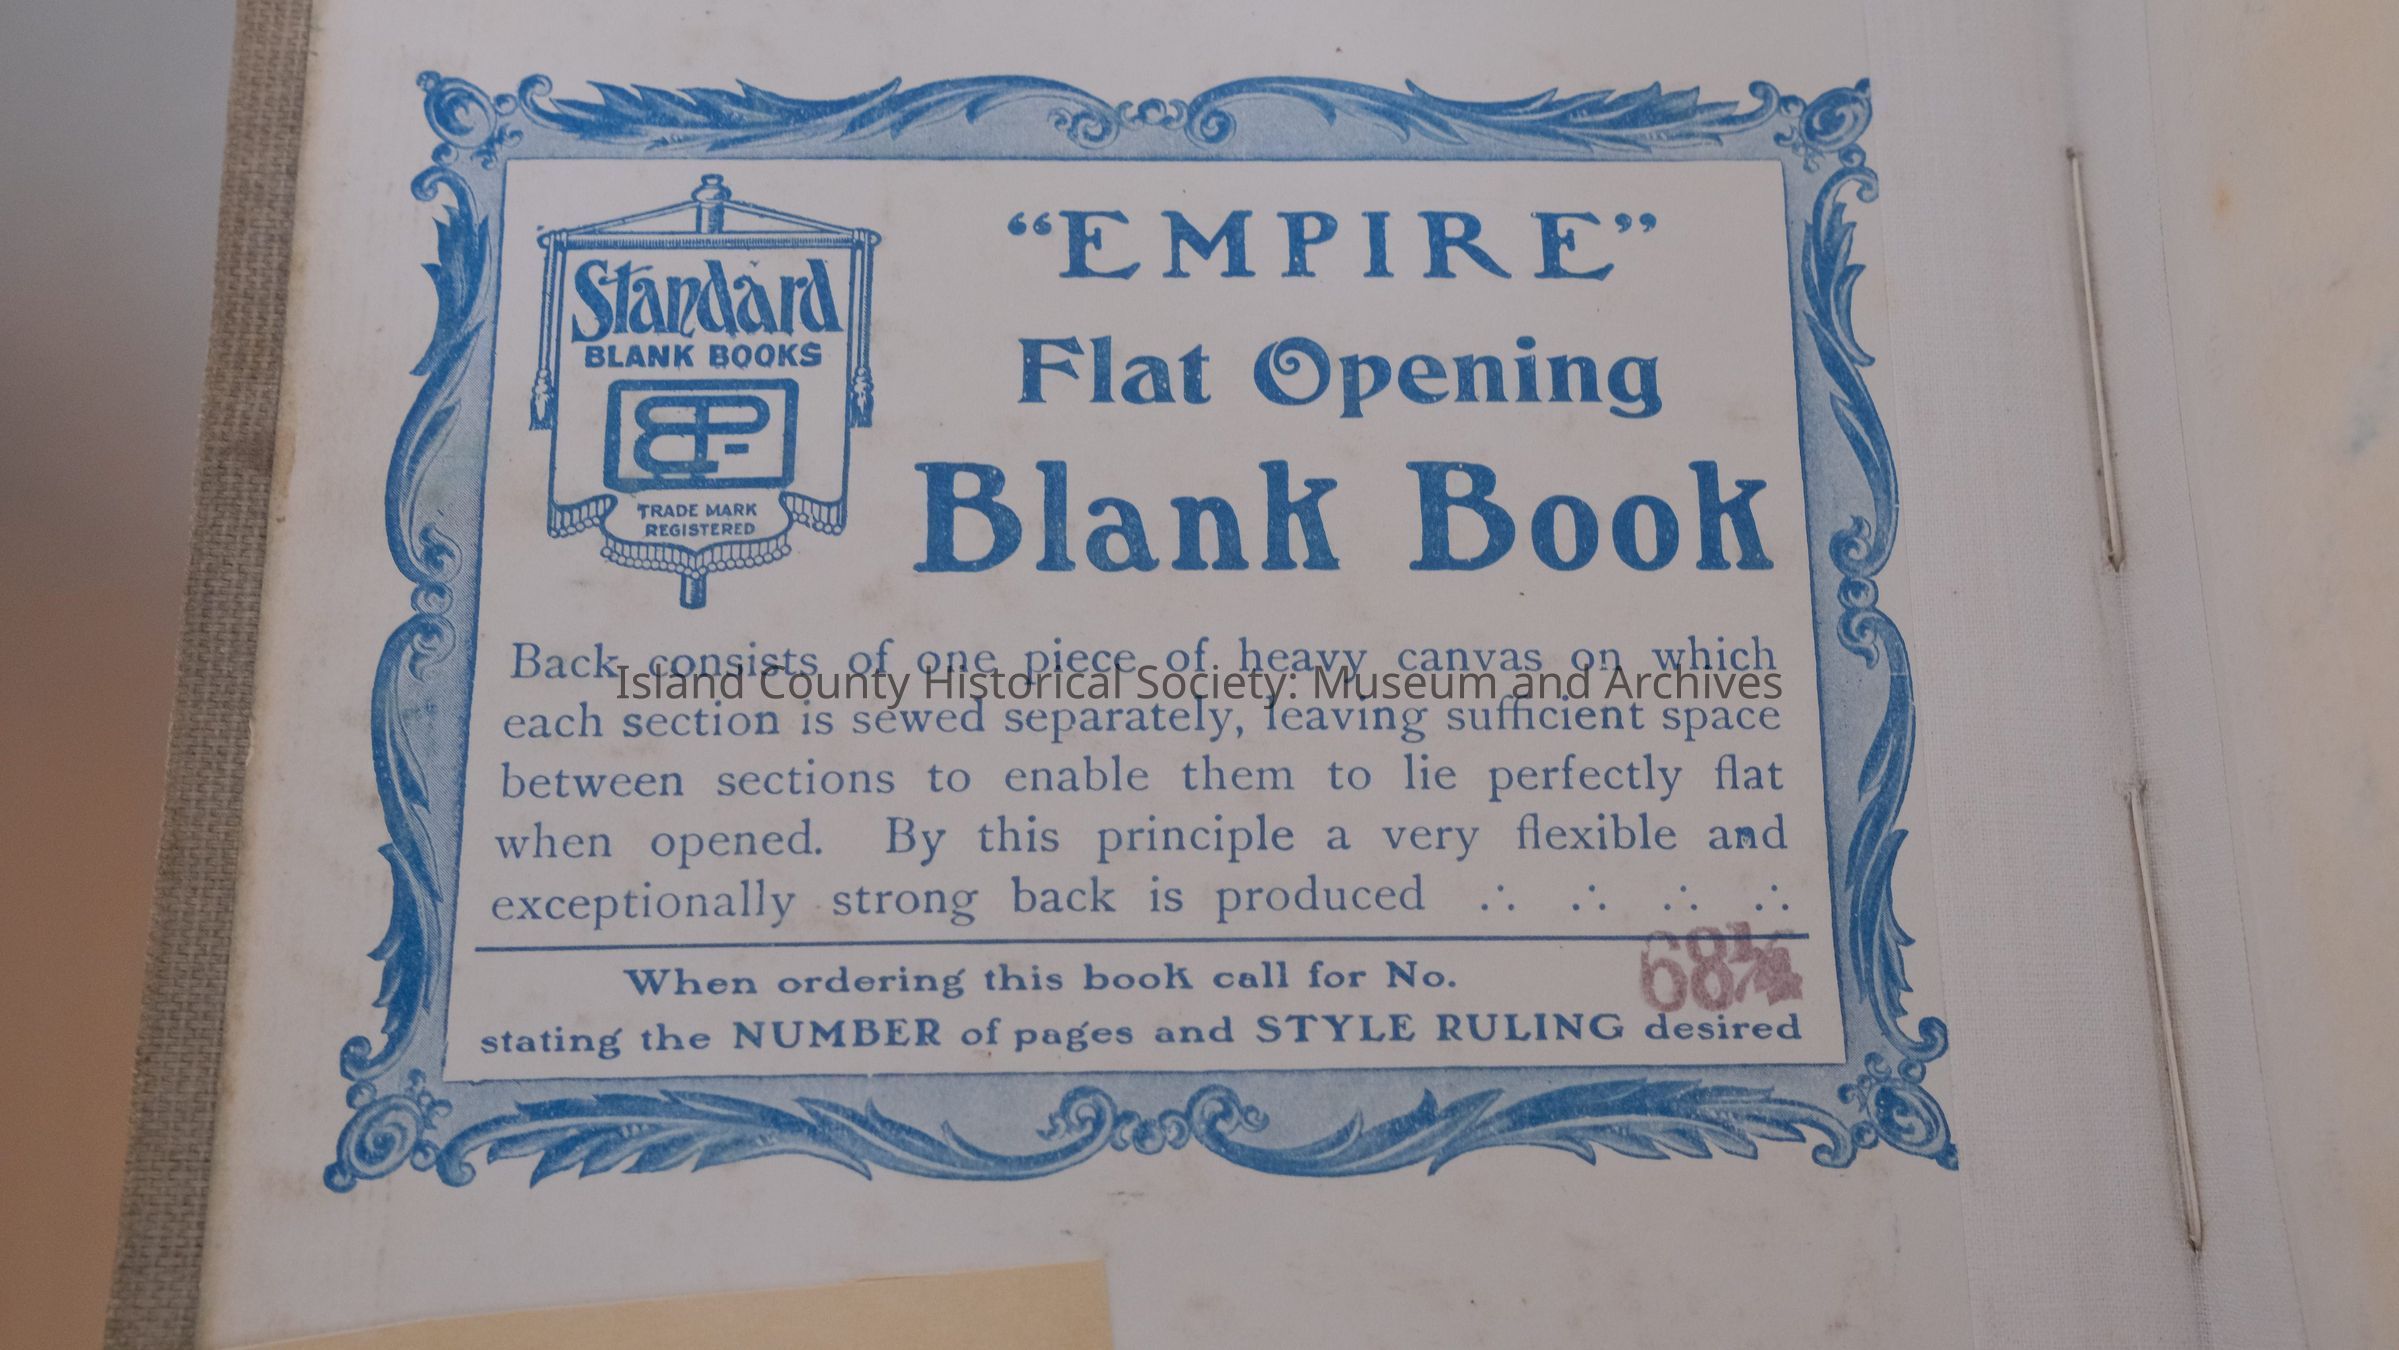 Standard
BLANK BOOKS
TRADE MARK
REGISTERED
“EMPIRE”
Flat Opening
Blank Book
Back consists of one piece of heavy canvas on which
each section is sewed separately, leaving sufficient space
between sections to enable them to lie perfectly flat
when opened. By this principle a very flexible and
exceptionally strong back is produced ∴ ∴ ∴ ∴
When ordering this book call for No.
stating the NUMBER of pages and STYLE RULING desired
Island County Historical Society: Museum and Archives